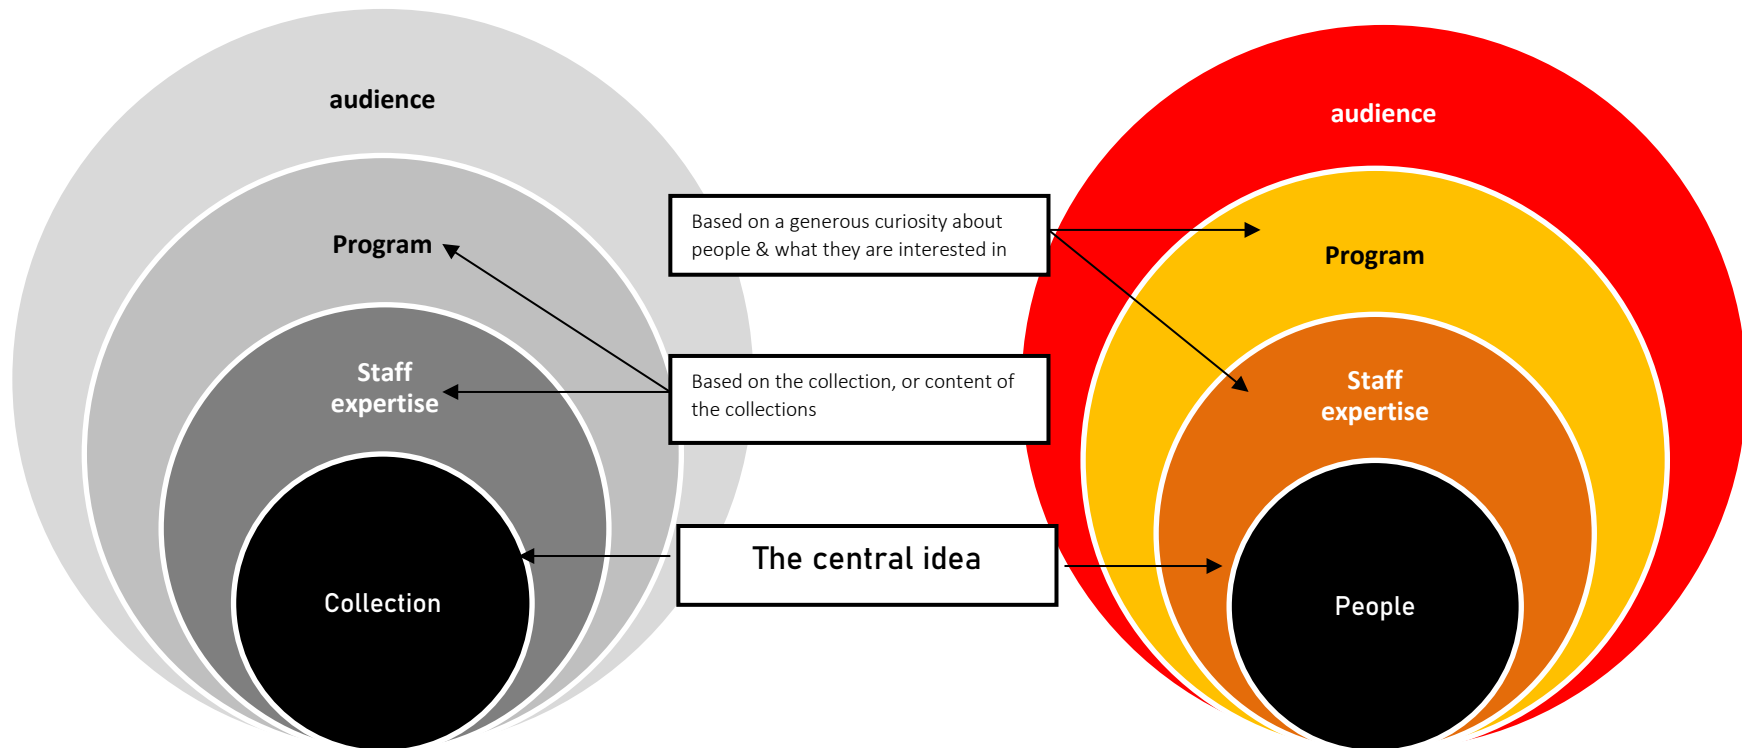 audience
Program
Staff
expertise
Collection
Based on a generous curiosity about
people & what they are interested in
Based on the collection, or content of
the collections
The central idea
audience
Program
Staff
expertise
People